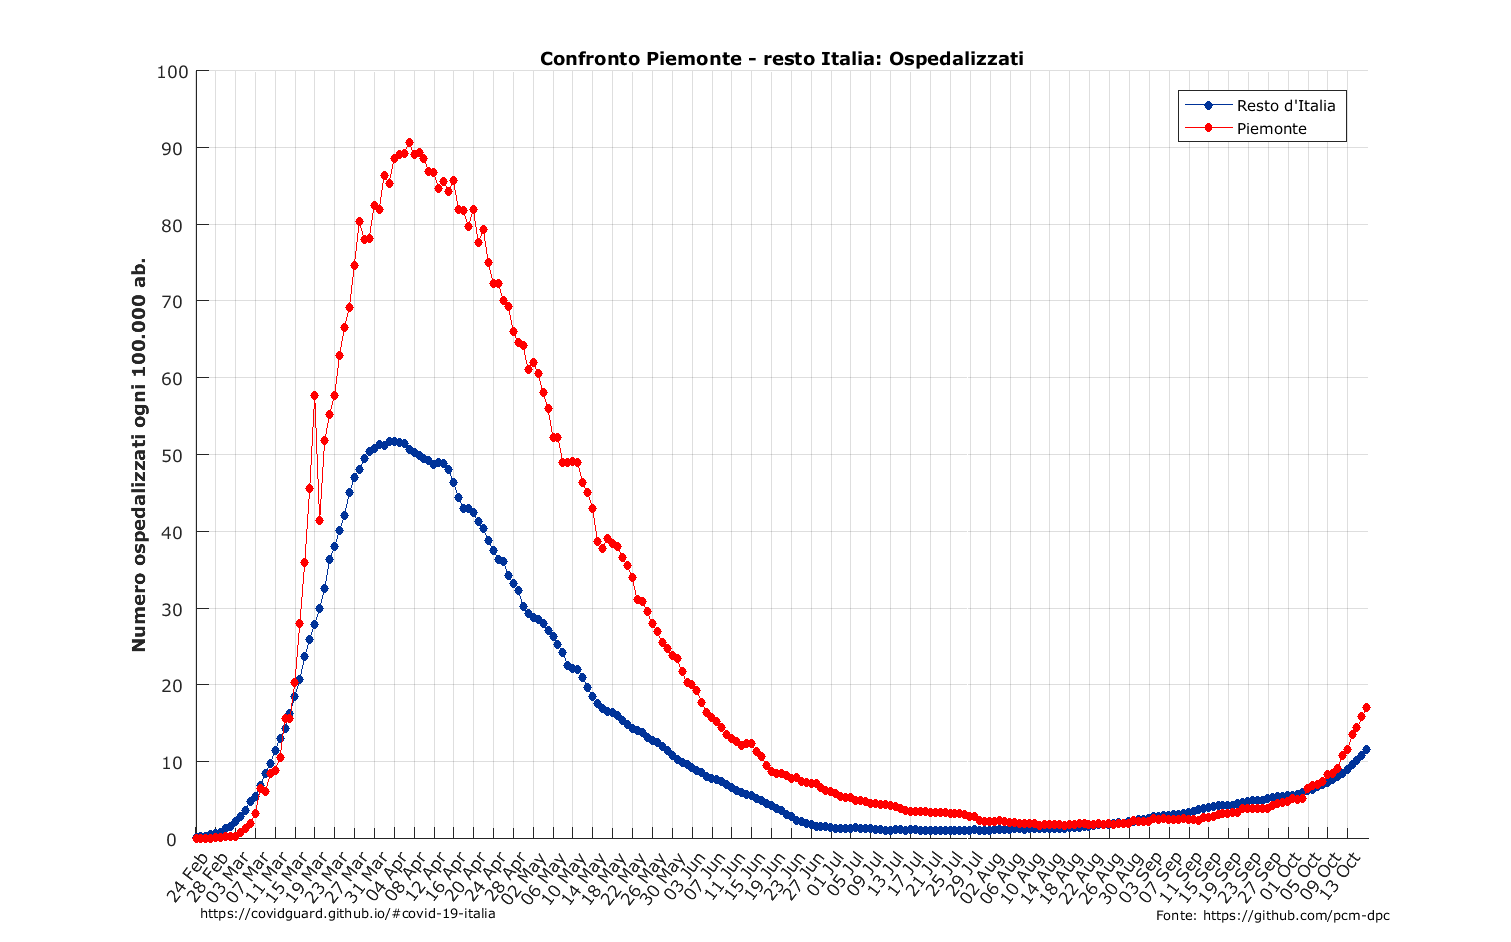 Confronto Piemonte - resto Italia: Ospedalizzati
Resto d'Italia
Piemonte
Numero ospedalizzati ogni 100.000 ab.
100
90
80
70
60
50
40
30
20
10
0
24 Feb
28 Feb
03 Mar
07 Mar
11 Mar
15 Mar
19 Mar
23 Mar
27 Mar
31 Mar
04 Apr
08 Apr
12 Apr
16 Apr
20 Apr
24 Apr
28 Apr
02 May
06 May
10 May
14 May
18 May
22 May
26 May
30 May
03 Jun
07 Jun
11 Jun
15 Jun
19 Jun
23 Jun
27 Jun
01 Jul
05 Jul
09 Jul
13 Jul
17 Jul
21 Jul
25 Jul
29 Jul
02 Aug
06 Aug
10 Aug
14 Aug
18 Aug
22 Aug
26 Aug
30 Aug
03 Sep
07 Sep
11 Sep
15 Sep
19 Sep
23 Sep
27 Sep
01 Oct
05 Oct
09 Oct
13 Oct
https://covidguard.github.io/#covid-19-italia
Fonte: https://github.com/pcm-dpc